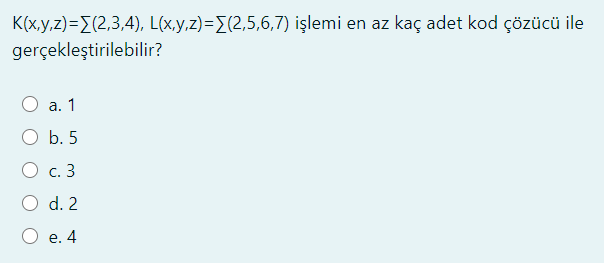 K(x,y,z)=∑(2,3,4), L(x,y,z)=∑(2,5,6,7) işlemi en az kaç adet kod çözücü ile
gerçekleştirilebilir?
a. 1
b. 5
c. 3
d. 2
e. 4